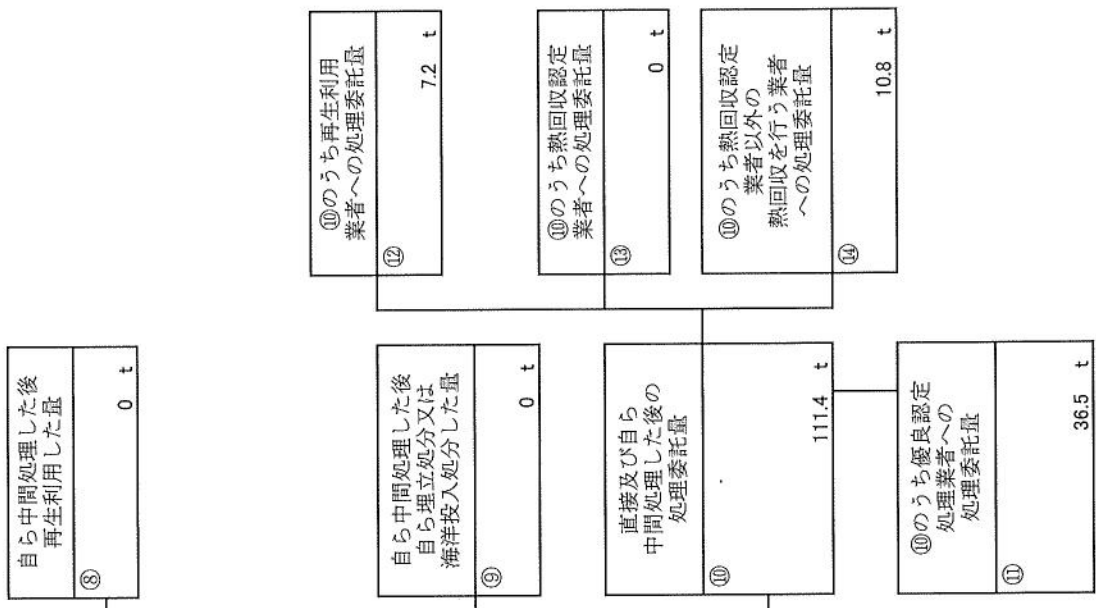 自ら中間処理した後
再生利用した量
⑧
0 t
自ら中間処理した後
自ら埋立処分又は
海洋投入処分した量
⑨
0 t
直接及び自ら
中間処理した後の
処理委託量
⑩
111.4 t
⑩のうち優良認定
処理業者への
処理委託量
⑪
36.5 t
⑩のうち再生利用
業者への処理委託量
⑫
7.2 t
⑩のうち熱回収認定
業者への処理委託量
⑬
0 t
⑩のうち熱回収認定
業者以外の
熱回収を行う業者
への処理委託量
⑭
10.8 t